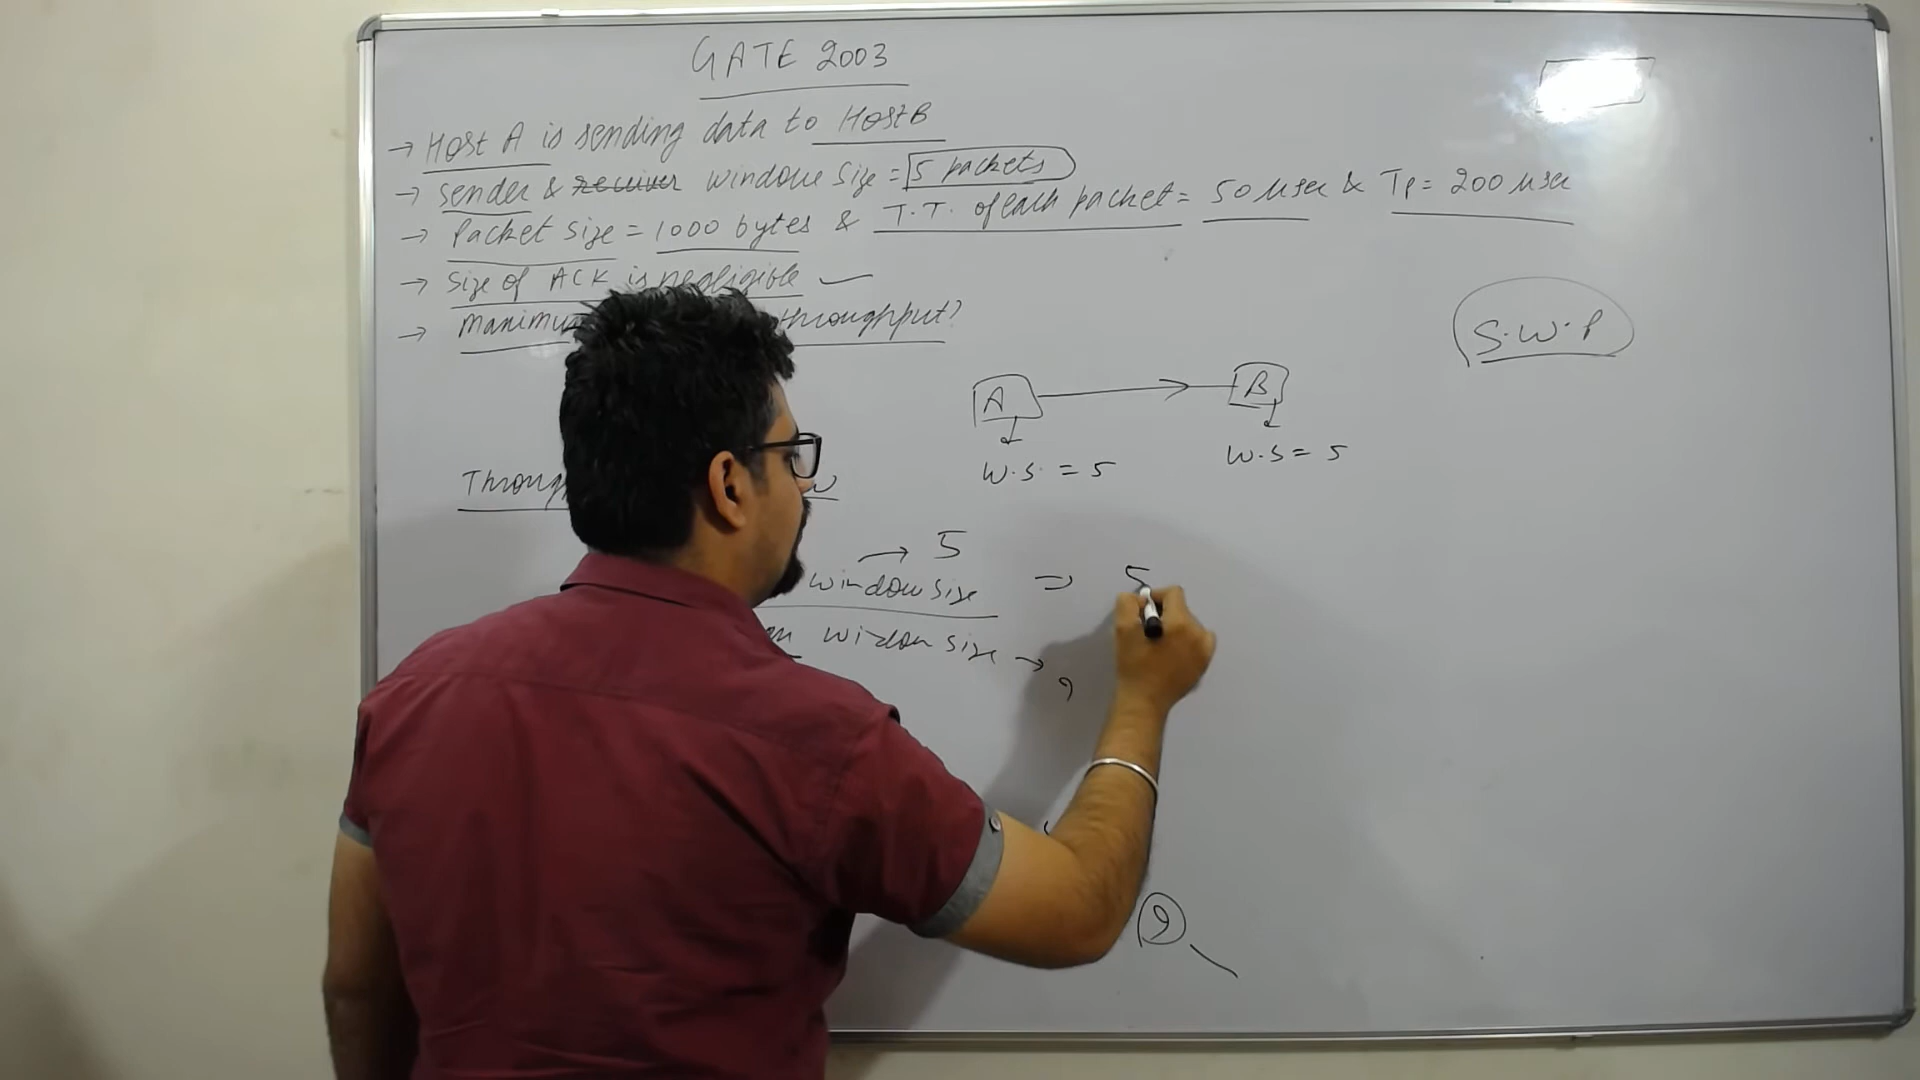 GATE 2003
→ Host A is sending data to Host B
→ Sender & receiver window size = 5 packets
→ Packet size = 1000 bytes & T.T. of each packet = 50 μsec & Tp = 200 μsec
→ size of ACK is negligible ✓
→ throughput?
S.W.P
A → B
W.S. = 5
W.S = 5
→ 5
window size = 5
window size → 9
9